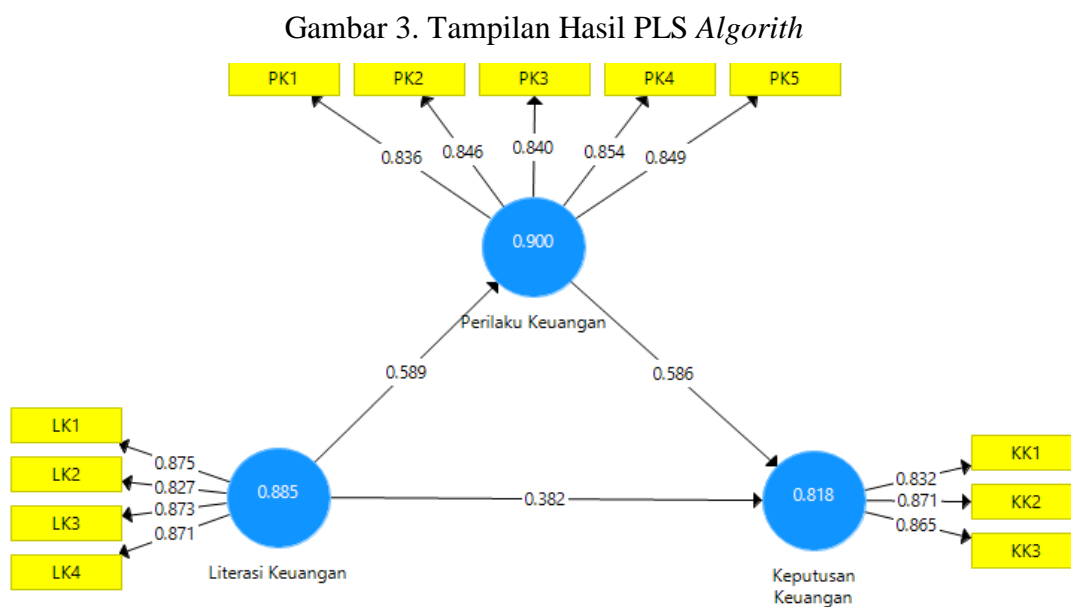 Gambar 3. Tampilan Hasil PLS Algorith
PK1 PK2 PK3 PK4 PK5
0.836 0.846 0.840 0.854 0.849
0.900
Perilaku Keuangan
0.589 0.586
LK1
LK2
LK3
LK4
0.875
0.827
0.873
0.871
0.885
Literasi Keuangan
0.382
0.818
Keputusan
Keuangan
0.832
0.871
0.865
KK1
KK2
KK3